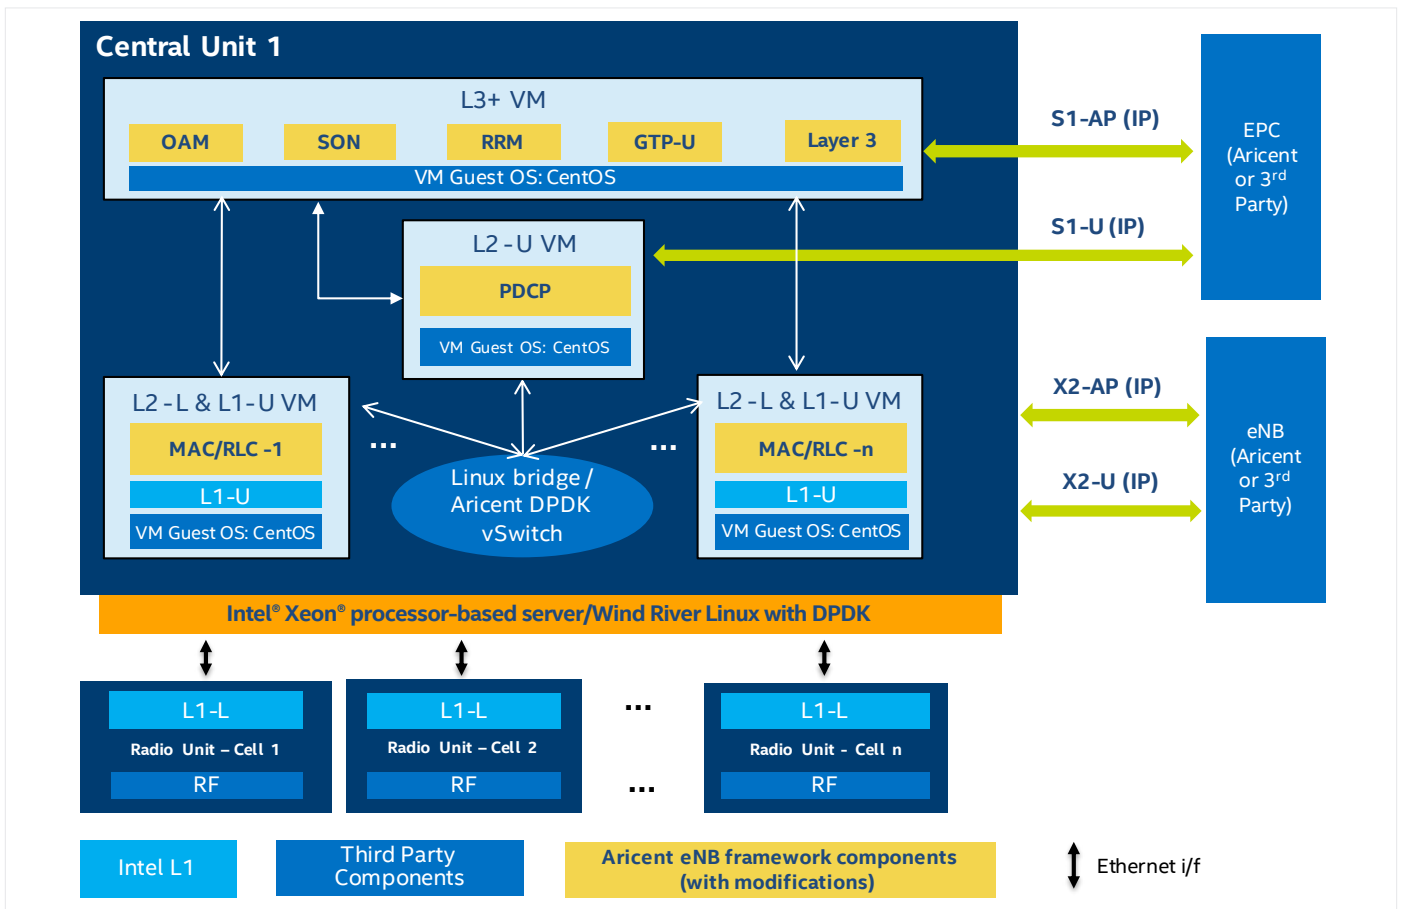 Central Unit 1
L3+ VM
OAM
SON
RRM
GTP-U
Layer 3
VM Guest OS: CentOS
S1-AP (IP)
EPC
(Aricent
or 3rd
Party)
S1-U (IP)
L2-U VM
PDCP
VM Guest OS: CentOS
L2-L & L1-U VM
MAC/RLC -1
L1-U
VM Guest OS: CentOS
...
Linux bridge /
Aricent DPDK
vSwitch
...
L2-L & L1-U VM
MAC/RLC -n
L1-U
VM Guest OS: CentOS
X2-AP (IP)
X2-U (IP)
eNB
(Aricent
or 3rd
Party)
Intel® Xeon® processor-based server/Wind River Linux with DPDK
L1-L
Radio Unit – Cell 1
RF
L1-L
Radio Unit – Cell 2
RF
...
...
L1-L
Radio Unit - Cell n
RF
Intel L1
Third Party
Components
Aricent eNB framework components
(with modifications)
Ethernet i/f